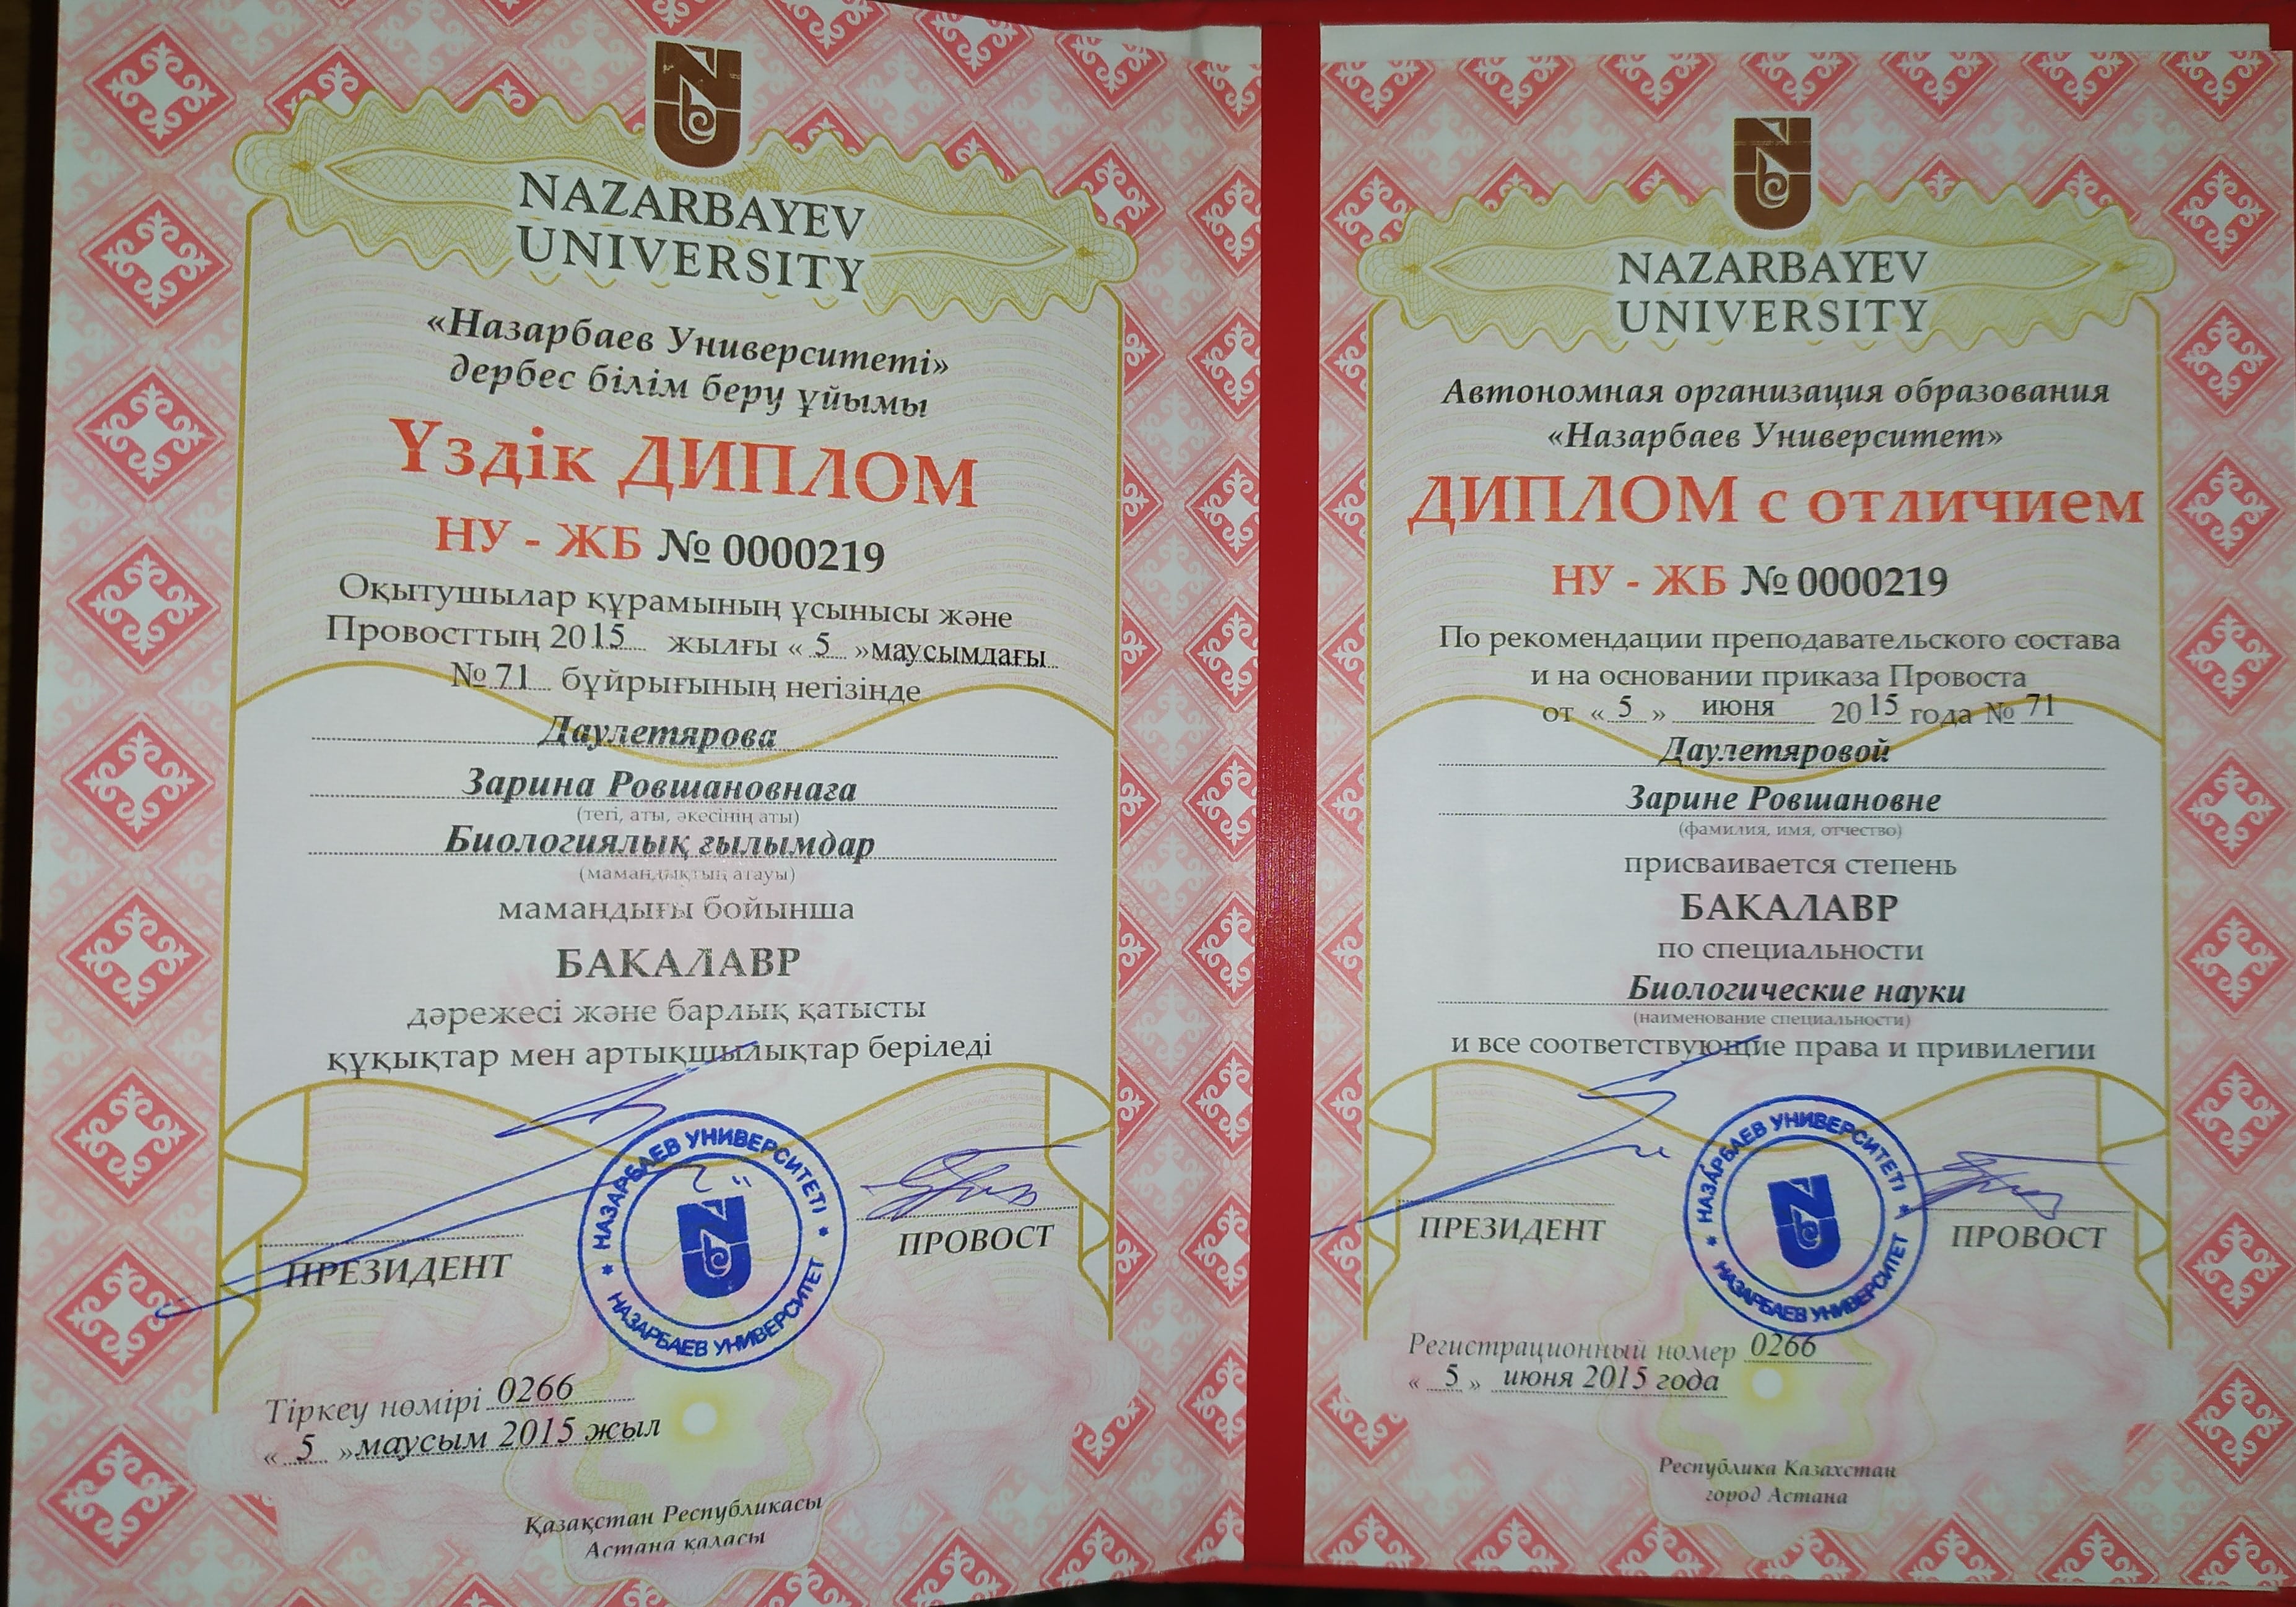 NAZARBAYEV
UNIVERSITY
«Назарбаев Университеті»
дербес білім беру ұйымы
Үздік ДИПЛОМ
НУ - ЖБ № 0000219
Оқытушылар құрамының ұсынысы және
Провосттың 2015 жылғы « 5 » маусымдағы
№ 71 бұйрығының негізінде
Даулетярова
Зарина Ровшановнаға
(тегі, аты, әкесінің аты)
Биологиялық ғылымдар
(мамандықтың атауы)
мамандығы бойынша
БАКАЛАВР
дәрежесі және барлық қатысты
құқықтар мен артықшылықтар беріледі
НАЗАРБАЕВ УНИВЕРСИТЕТІ
НАЗАРБАЕВ УНИВЕРСИТЕТ
ПРЕЗИДЕНТ
ПРОВОСТ
Тіркеу нөмірі 0266
« 5 » маусым 2015 жыл
Қазақстан Республикасы
Астана қаласы
NAZARBAYEV
UNIVERSITY
Автономная организация образования
«Назарбаев Университет»
ДИПЛОМ с отличием
НУ - ЖБ № 0000219
По рекомендации преподавательского состава
и на основании приказа Провоста
от « 5 » июня 2015 года № 71
Даулетяровой
Зарине Ровшановне
(фамилия, имя, отчество)
присваивается степень
БАКАЛАВР
по специальности
Биологические науки
(наименование специальности)
и все соответствующие права и привилегии
НАЗАРБАЕВ УНИВЕРСИТЕТІ
НАЗАРБАЕВ УНИВЕРСИТЕТ
ПРЕЗИДЕНТ
ПРОВОСТ
Регистрационный номер 0266
« 5 » июня 2015 года
Республика Казахстан
город Астана